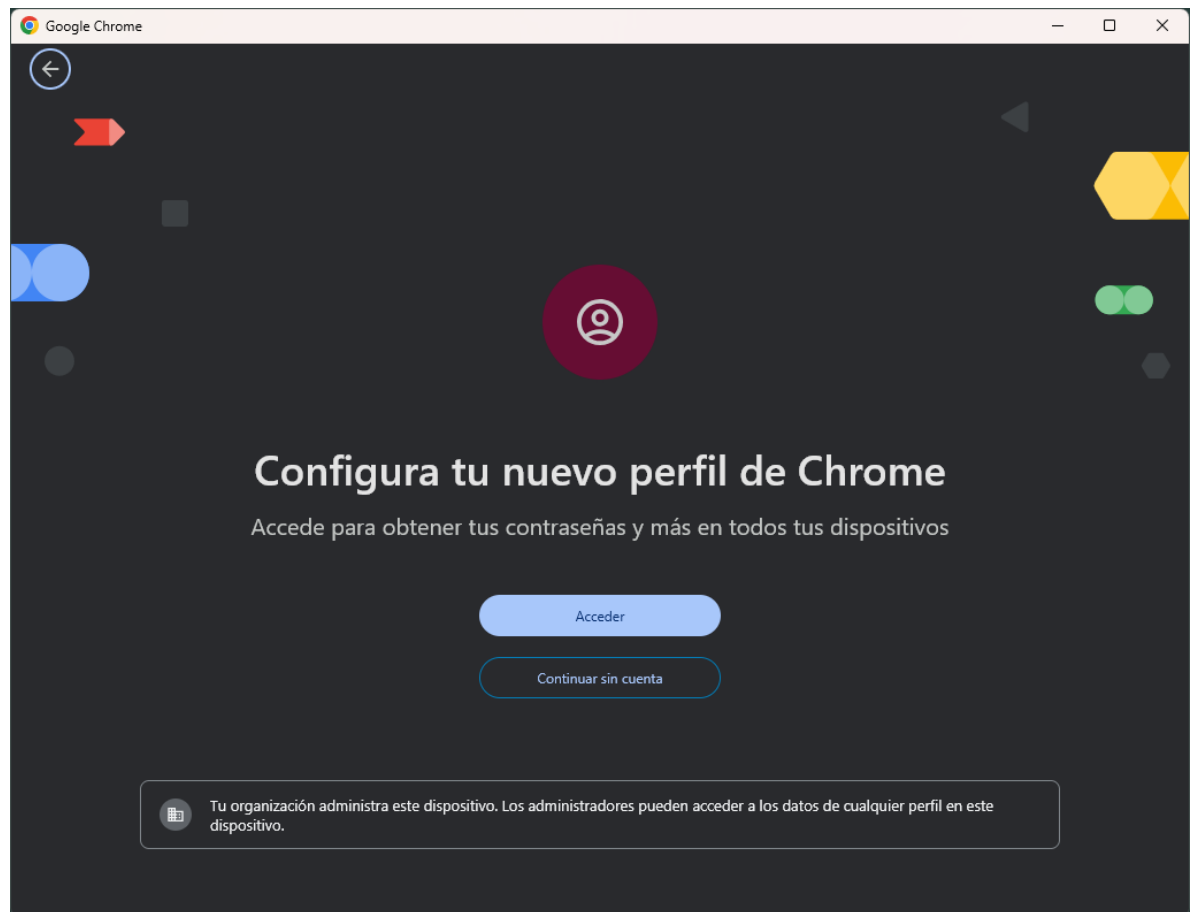 Google Chrome
Configura tu nuevo perfil de Chrome
Accede para obtener tus contraseñas y más en todos tus dispositivos
Acceder
Continuar sin cuenta
Tu organización administra este dispositivo. Los administradores pueden acceder a los datos de cualquier perfil en este
dispositivo.